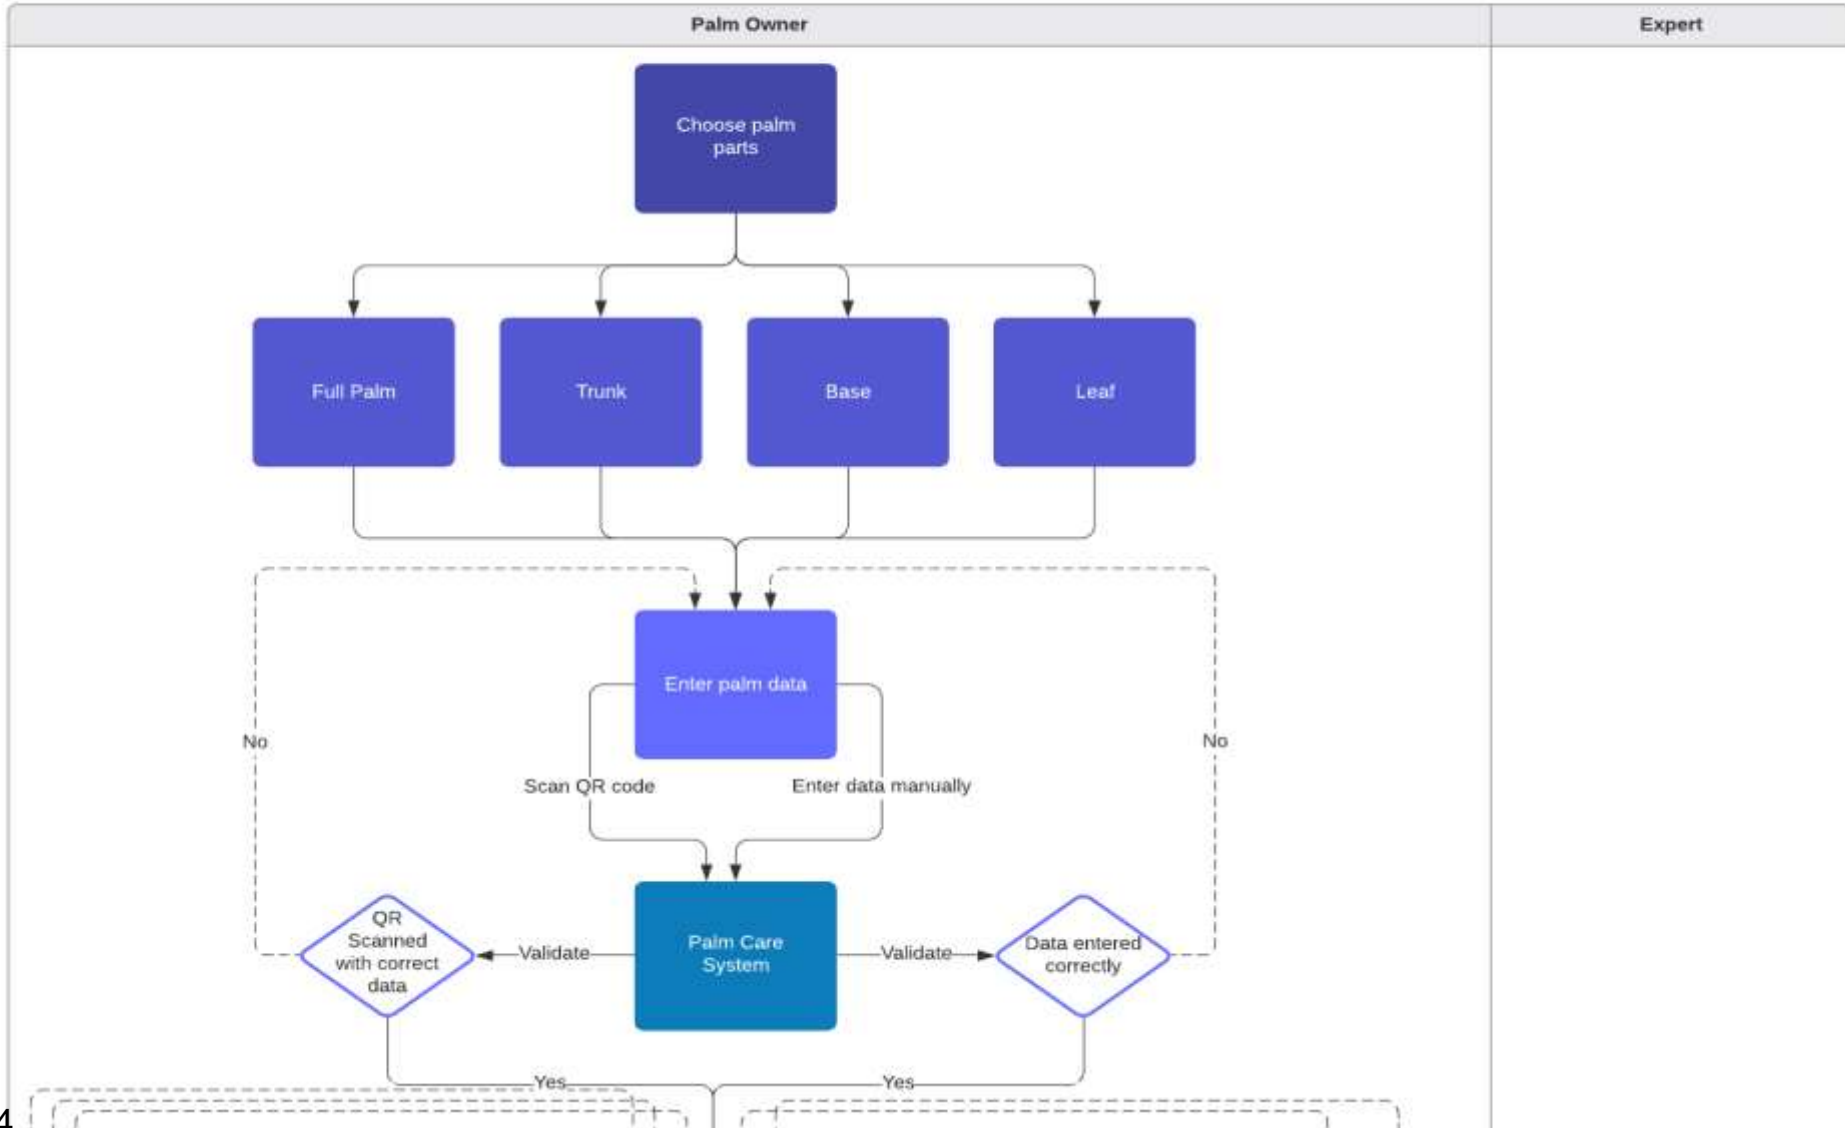 Palm Owner
Expert
Choose palm
parts
Full Palm
Trunk
Base
Leaf
Enter palm data
No
No
Scan QR code
Enter data manually
QR
Scanned
with correct
data
Validate
Palm Care
System
Validate
Data entered
correctly
Yes
Yes
4